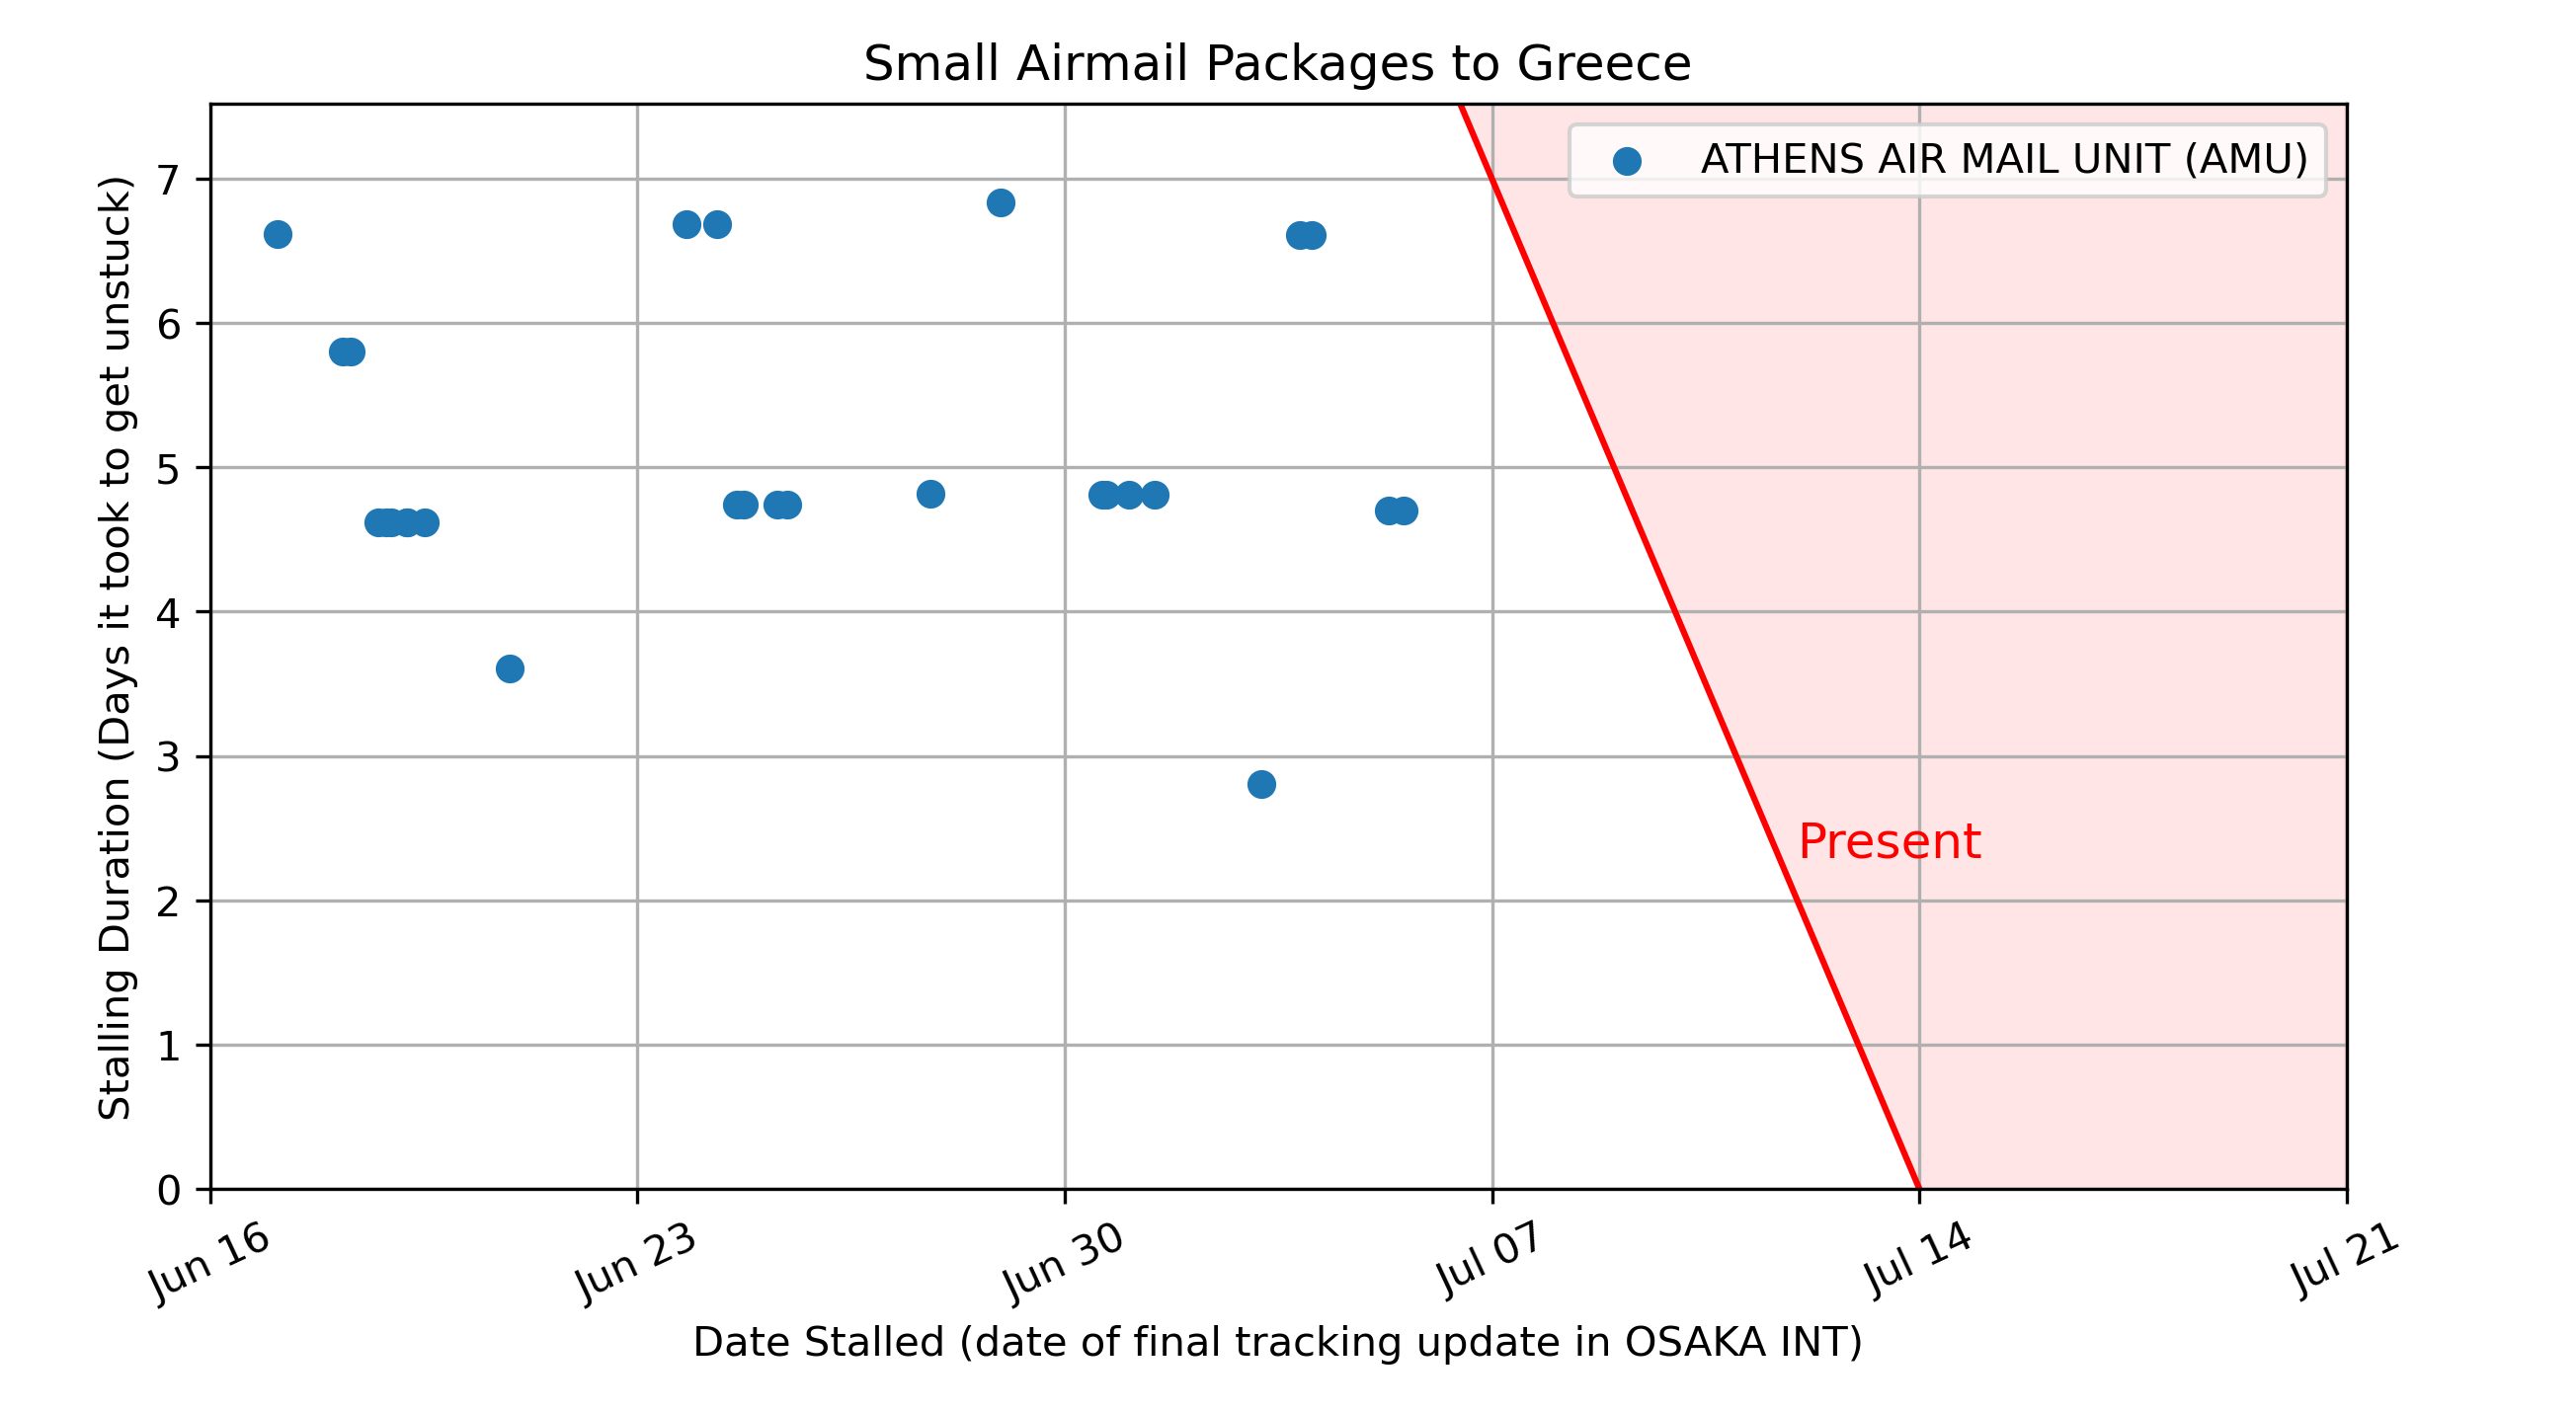 Small Airmail Packages to Greece
ATHENS AIR MAIL UNIT (AMU)
Stalling Duration (Days it took to get unstuck)
7
6
5
4
3
2
1
0
Present
Jun 16
Jun 23
Jun 30
Jul 07
Jul 14
Jul 21
Date Stalled (date of final tracking update in OSAKA INT)